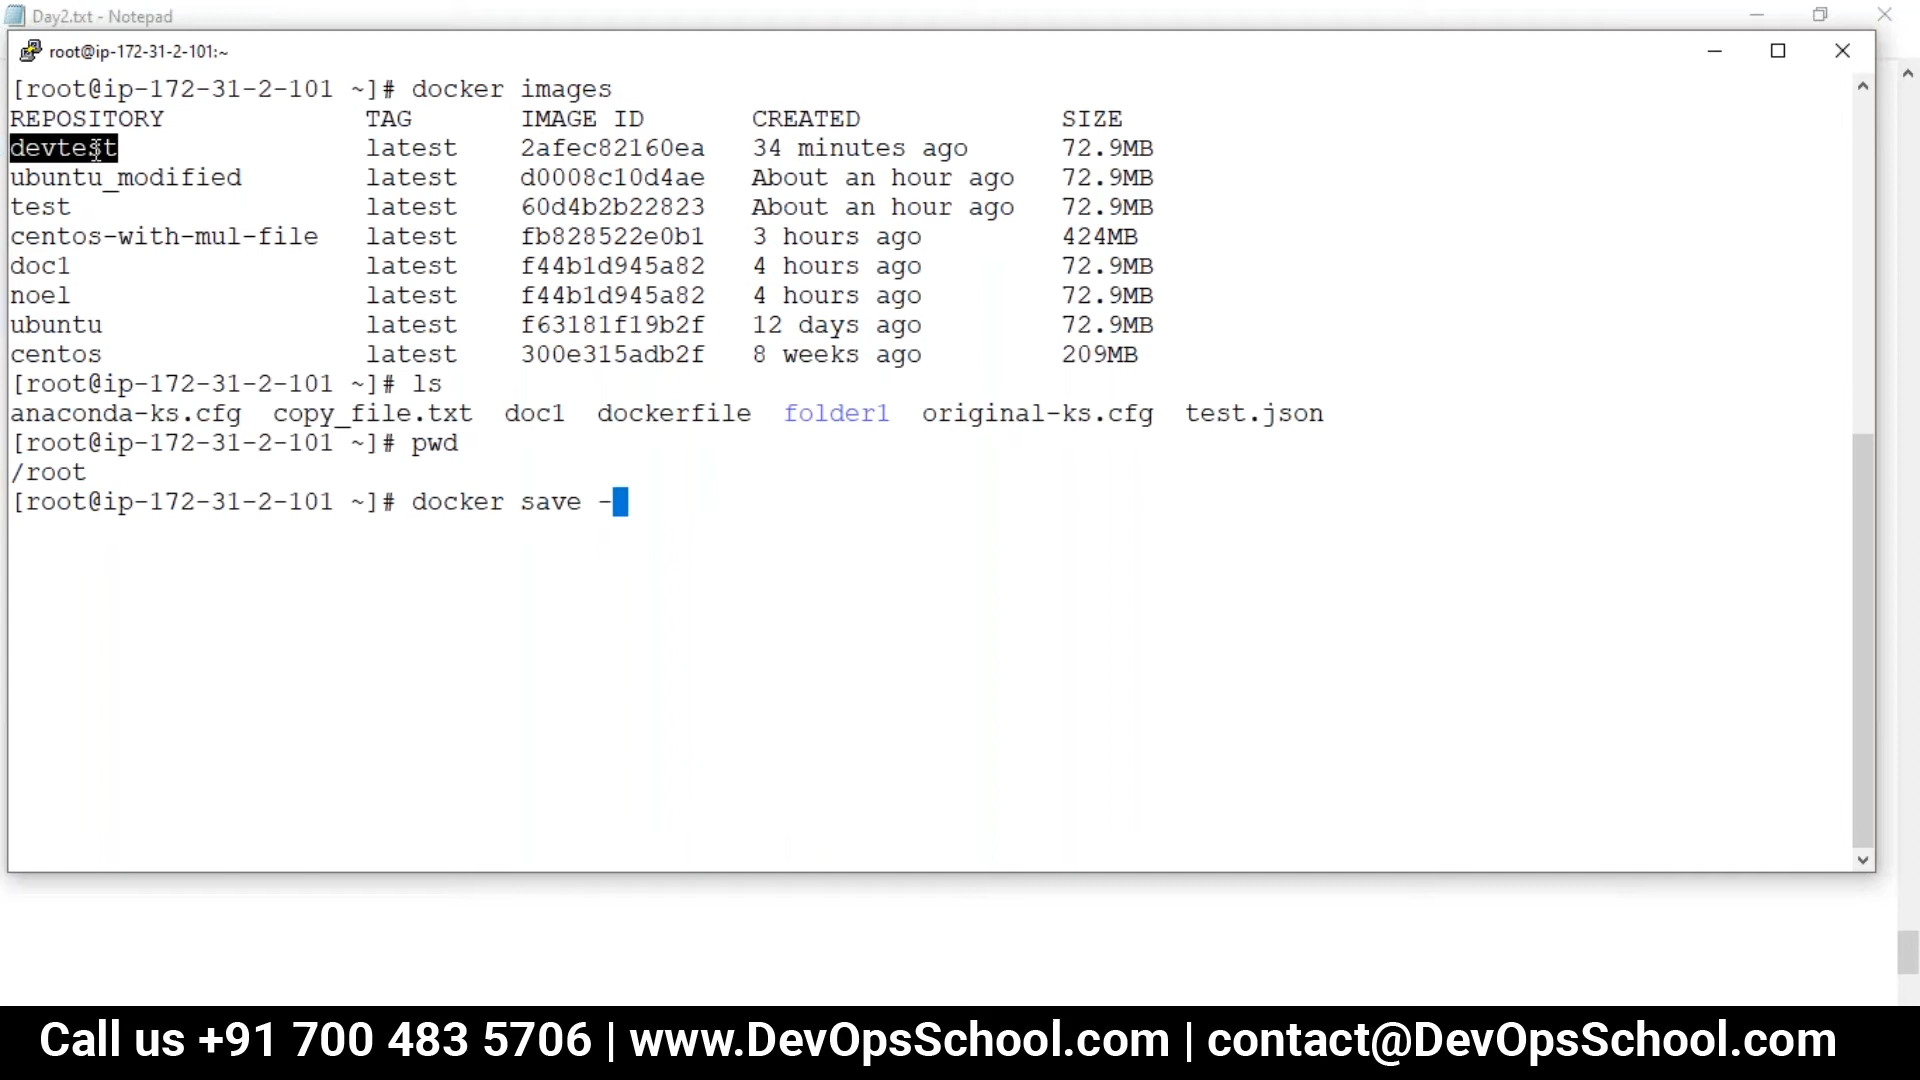 Day2.txt - Notepad
root@ip-172-31-2-101:~
[root@ip-172-31-2-101 ~]# docker images
REPOSITORY TAG IMAGE ID CREATED SIZE
devtest latest 2afec82160ea 34 minutes ago 72.9MB
ubuntu_modified latest d0008c10d4ae About an hour ago 72.9MB
test latest 60d4b2b22823 About an hour ago 72.9MB
centos-with-mul-file latest fb828522e0b1 3 hours ago 424MB
doc1 latest f44b1d945a82 4 hours ago 72.9MB
noel latest f44b1d945a82 4 hours ago 72.9MB
ubuntu latest f63181f19b2f 12 days ago 72.9MB
centos latest 300e315adb2f 8 weeks ago 209MB
[root@ip-172-31-2-101 ~]# ls
anaconda-ks.cfg copy_file.txt doc1 dockerfile folder1 original-ks.cfg test.json
[root@ip-172-31-2-101 ~]# pwd
/root
[root@ip-172-31-2-101 ~]# docker save -
Call us +91 700 483 5706 | www.DevOpsSchool.com | contact@DevOpsSchool.com